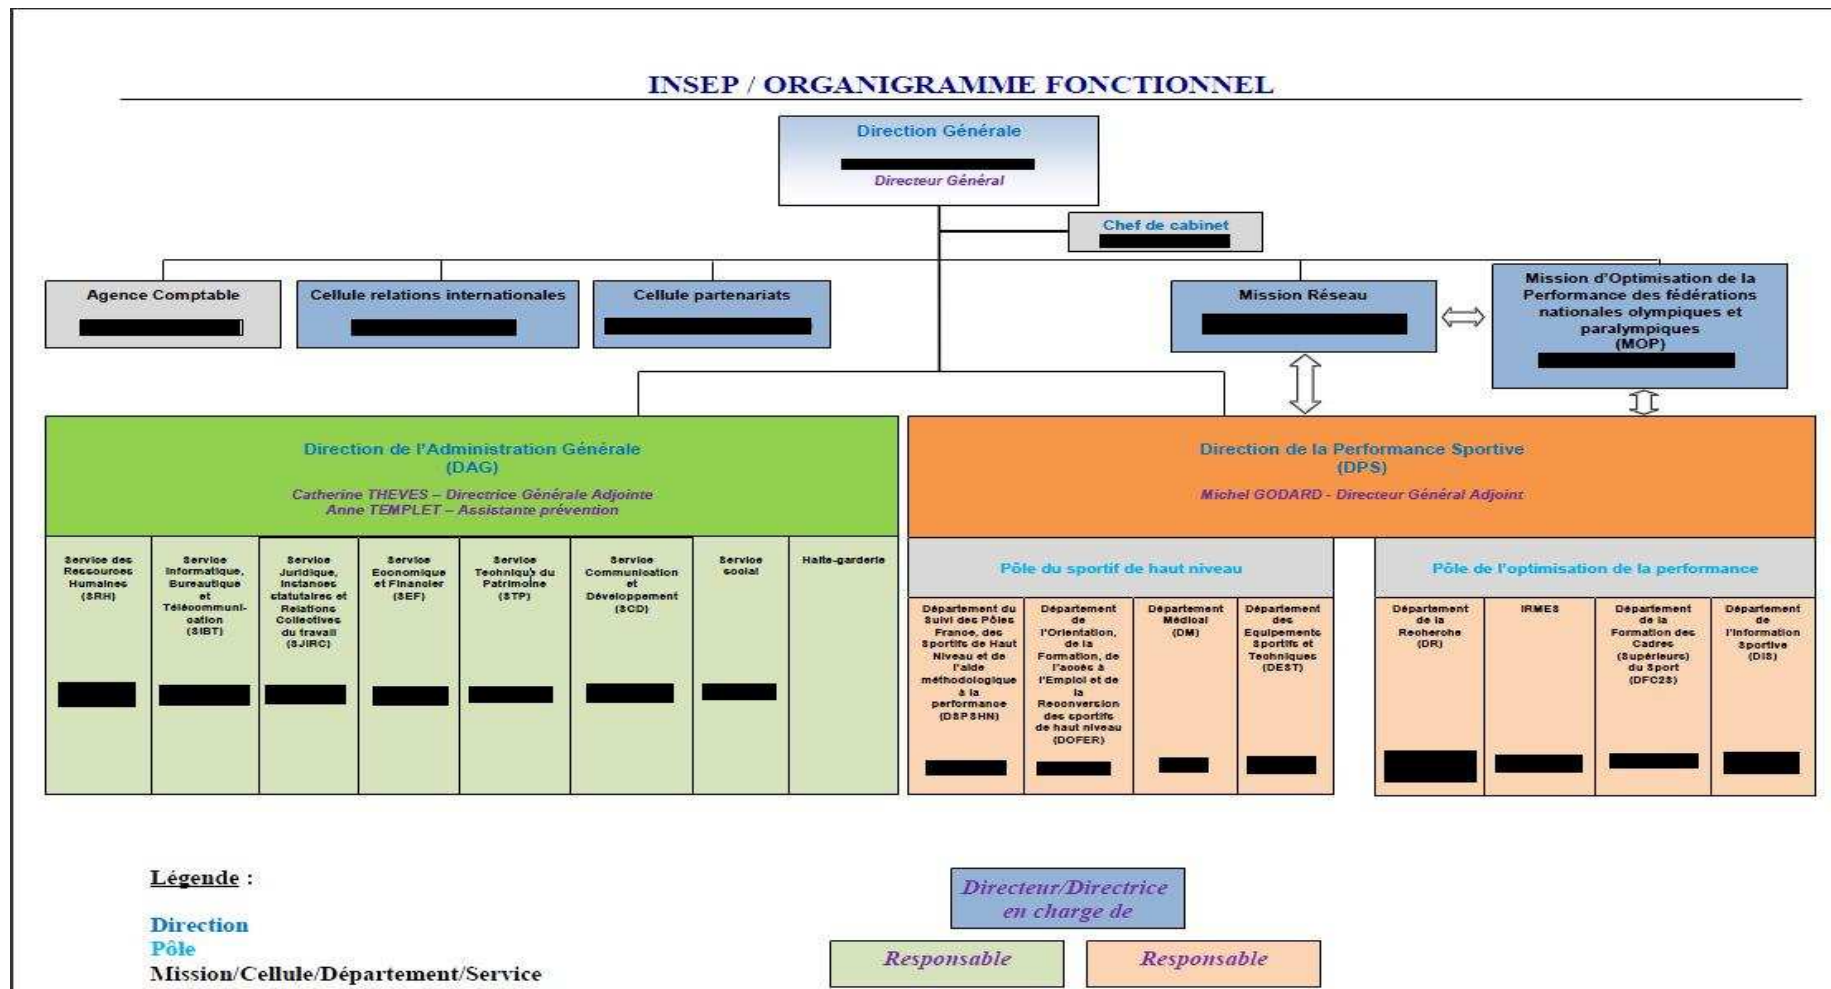 INSEP / ORGANIGRAMME FONCTIONNEL
Direction Générale
Directeur Général
Chef de cabinet
Agence Comptable
Cellule relations internationales
Cellule partenariats
Mission Réseau
Mission d'Optimisation de la
Performance des fédérations
nationales olympiques et
paralympiques
(MOP)
Direction de l'Administration Générale
(DAG)
Catherine THEVES – Directrice Générale Adjointe
Anne TEMPLET – Assistante prévention
Direction de la Performance Sportive
(DPS)
Michel GODARD - Directeur Général Adjoint
Service des
Ressources
Humaines
(SRH)
Service
Informatique,
Bureautique
et
Télécommuni-
cation
(SIBT)
Service
Juridique,
Instances
statutaires et
Relations
Collectives
du travail
(SJIRC)
Service
Economique
et Financier
(SEF)
Service
Technique du
Patrimoine
(STP)
Service
Communication
et
Développement
(SCD)
Service
social
Halte-garderie
Pôle du sportif de haut niveau
Pôle de l'optimisation de la performance
Département du
Suivi des Pôles
France, des
Sportifs de Haut
Niveau et de
l'aide
méthodologique
à la
performance
(DSPSHN)
Département
de
l'Orientation,
de la
Formation, de
l'accès à
l'Emploi et de
la
Reconversion
des sportifs
de haut niveau
(DOFER)
Département
Médical
(DM)
Département
des
Equipements
Sportifs et
Techniques
(DEST)
Département
de la
Recherche
(DR)
IRMES
Département
de la
Formation des
Cadres
(Supérieurs)
du Sport
(DFC2S)
Département
de
l'Information
Sportive
(DIS)
Légende :
Direction
Pôle
Mission/Cellule/Département/Service
Directeur/Directrice
en charge de
Responsable
Responsable